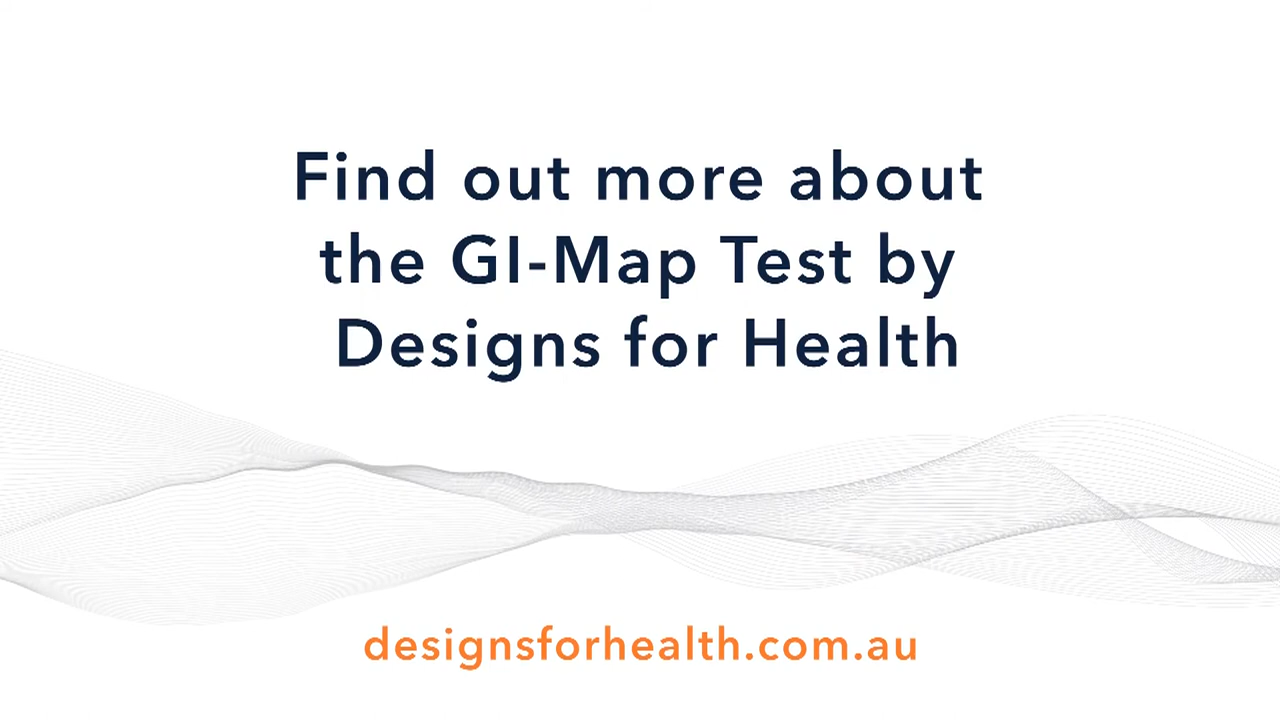 Find out more about
the GI-Map Test by
Designs for Health
designsforhealth.com.au